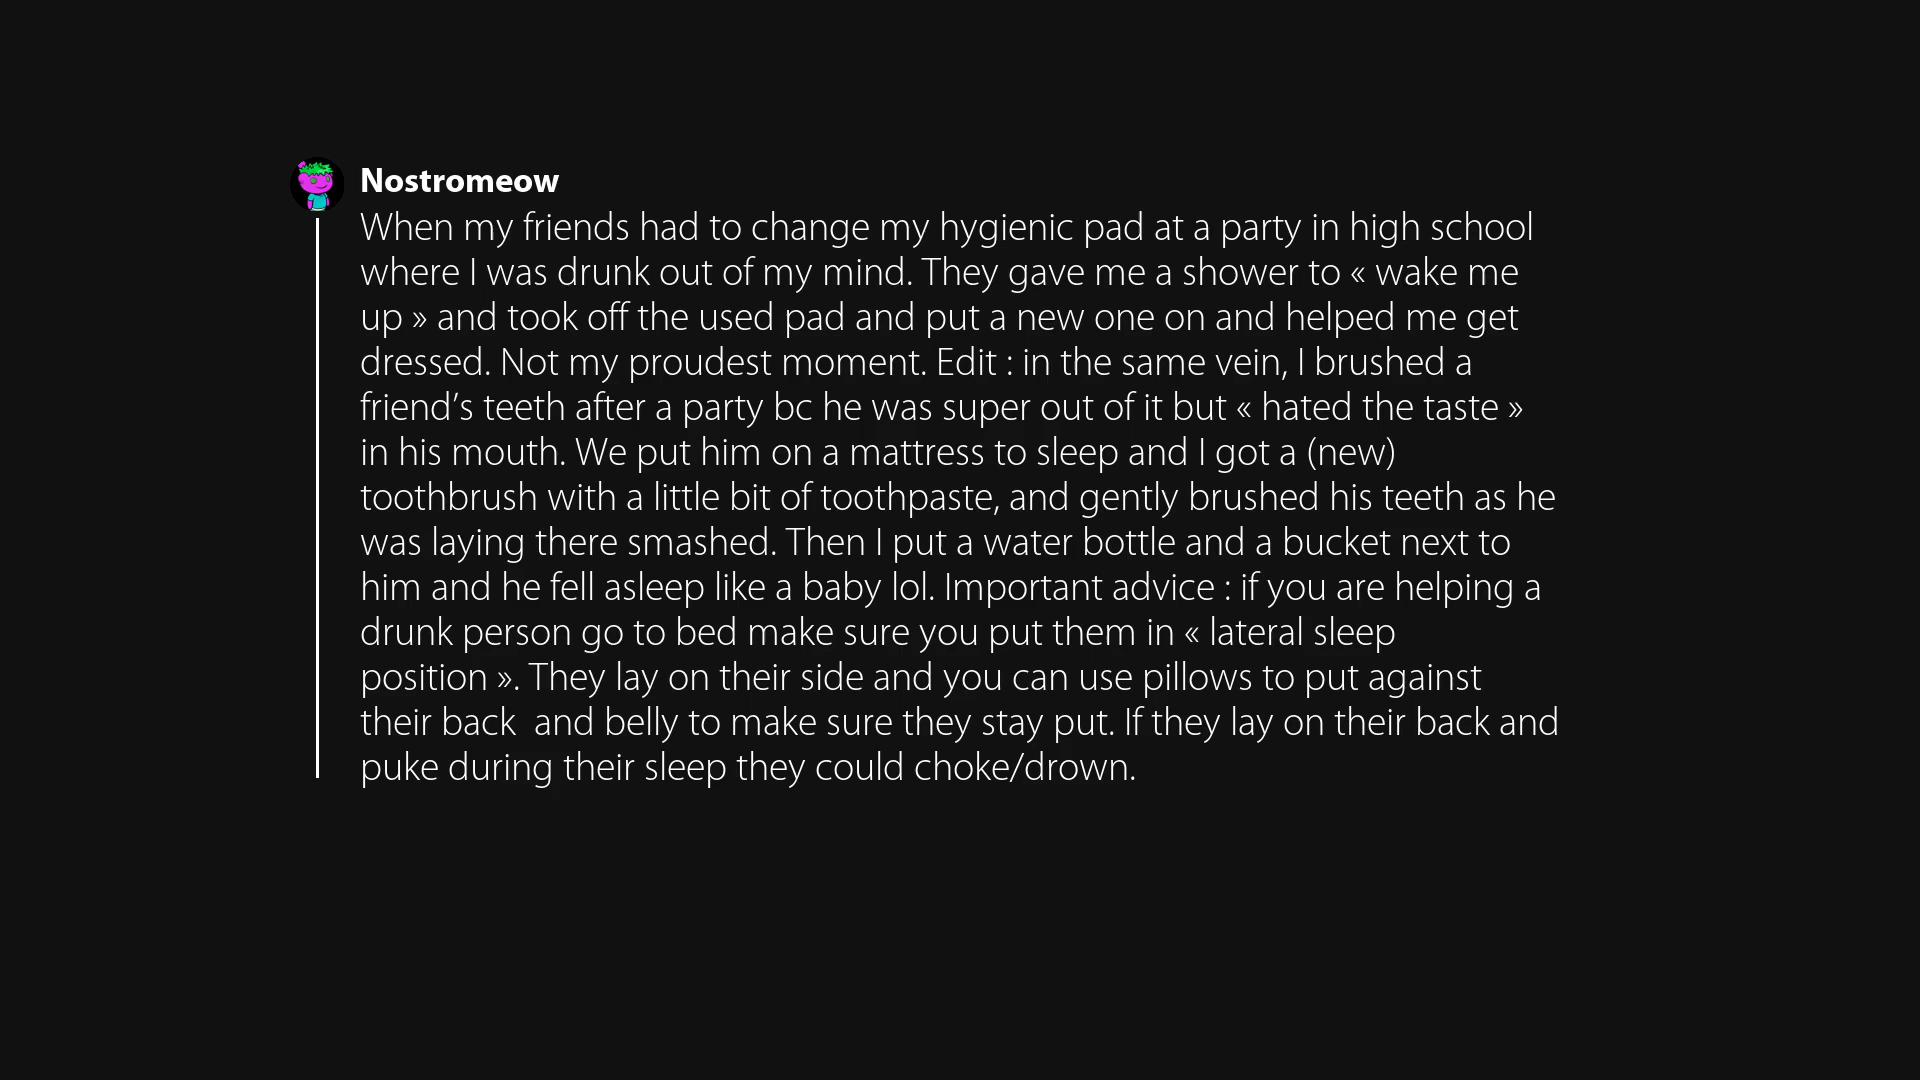 Nostromeow
When my friends had to change my hygienic pad at a party in high school
where I was drunk out of my mind. They gave me a shower to « wake me
up » and took off the used pad and put a new one on and helped me get
dressed. Not my proudest moment. Edit : in the same vein, I brushed a
friend’s teeth after a party bc he was super out of it but « hated the taste »
in his mouth. We put him on a mattress to sleep and I got a (new)
toothbrush with a little bit of toothpaste, and gently brushed his teeth as he
was laying there smashed. Then I put a water bottle and a bucket next to
him and he fell asleep like a baby lol. Important advice : if you are helping a
drunk person go to bed make sure you put them in « lateral sleep
position ». They lay on their side and you can use pillows to put against
their back  and belly to make sure they stay put. If they lay on their back and
puke during their sleep they could choke/drown.